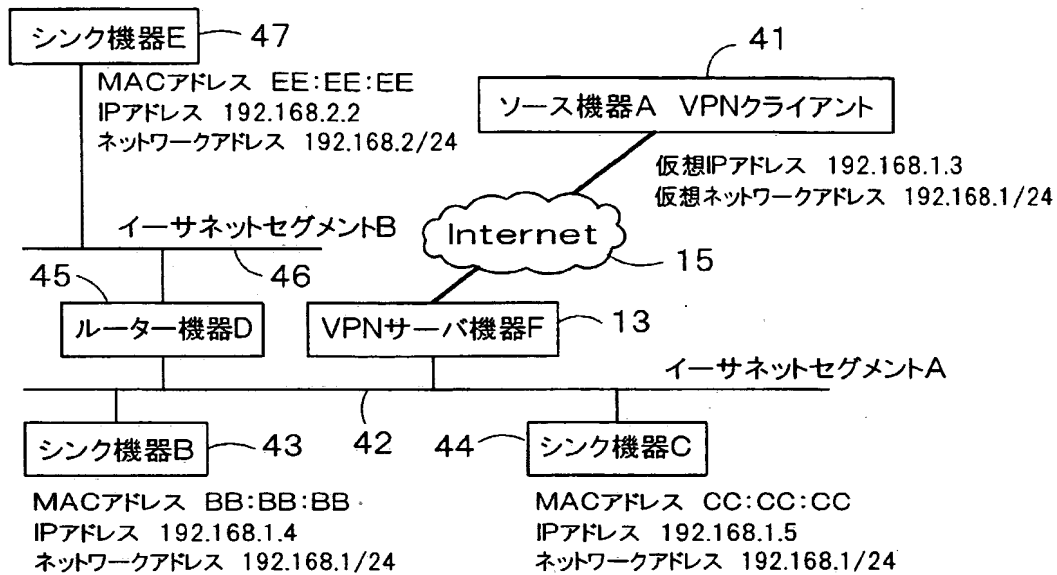 シンク機器E
47
MACアドレス EE:EE:EE
IPアドレス 192.168.2.2
ネットワークアドレス 192.168.2/24
41
ソース機器A VPNクライアント
仮想IPアドレス 192.168.1.3
仮想ネットワークアドレス 192.168.1/24
イーサネットセグメントB
Internet
15
45
46
ルーター機器D
VPNサーバ機器F
13
イーサネットセグメントA
シンク機器B
43
42
44
シンク機器C
MACアドレス BB:BB:BB
IPアドレス 192.168.1.4
ネットワークアドレス 192.168.1/24
MACアドレス CC:CC:CC
IPアドレス 192.168.1.5
ネットワークアドレス 192.168.1/24